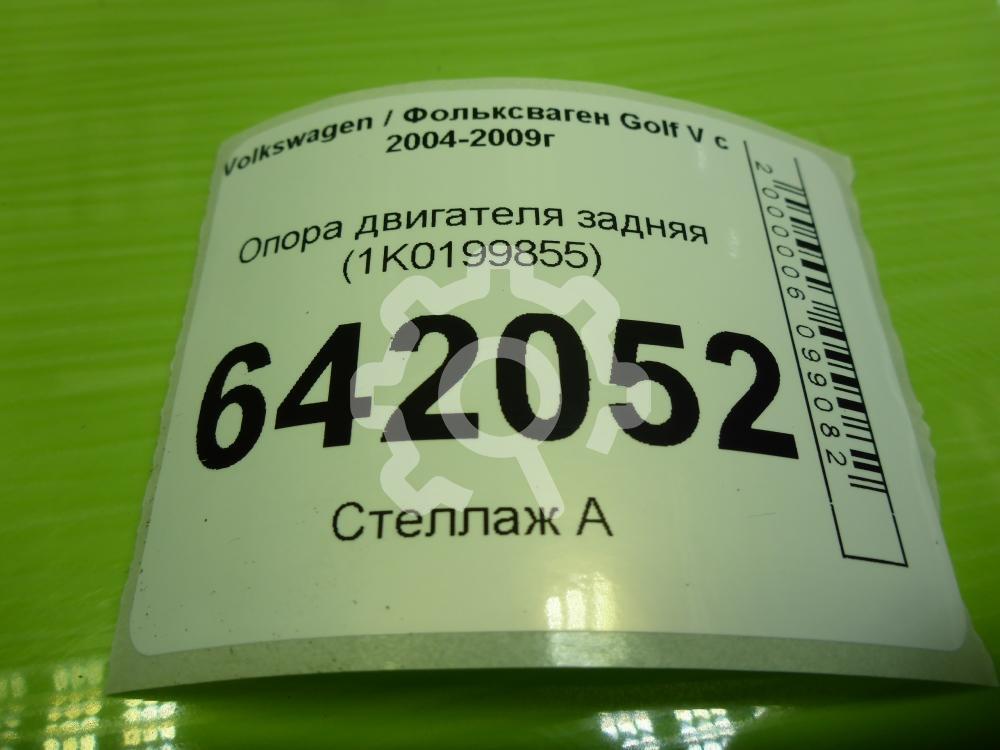 Volkswagen / Фольксваген Golf V с
2004-2009г
Опора двигателя задняя
(1K0199855)
642052
Стеллаж А
2000006099082